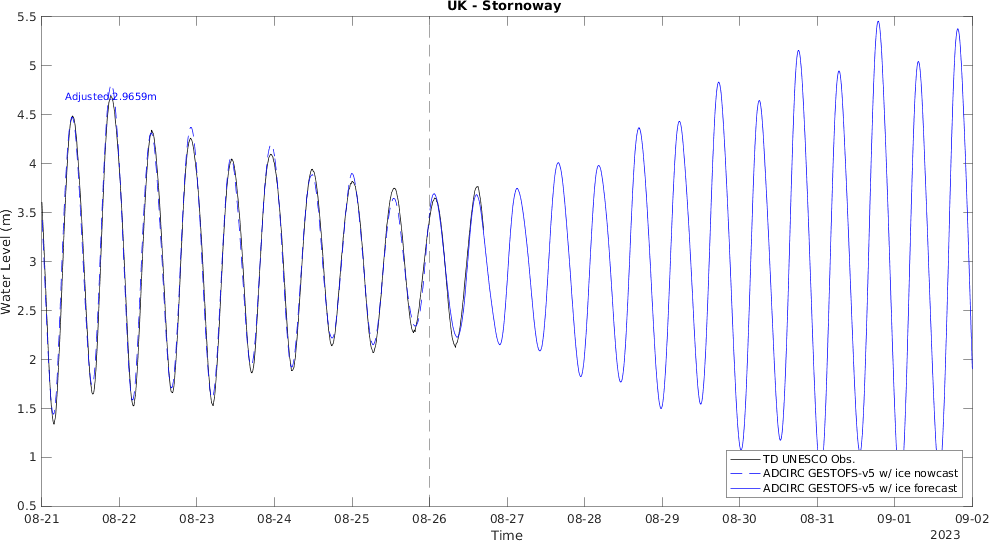 UK - Stornoway
5.5
5
4.5
4
3.5
3
2.5
2
1.5
1
0.5
Water Level (m)
Adjusted 2.9659m
TD UNESCO Obs.
ADCIRC GESTOFS-v5 w/ ice nowcast
ADCIRC GESTOFS-v5 w/ ice forecast
08-21 08-22 08-23 08-24 08-25 08-26 08-27 08-28 08-29 08-30 08-31 09-01 09-02
Time
2023